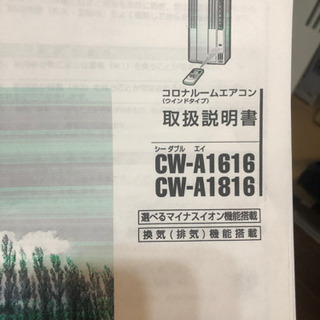 コロナルームエアコン
(ウインドタイプ)
取扱説明書
シー ダブル エイ
CW-A1616
CW-A1816
選べるマイナスイオン機能搭載
換気(排気)機能搭載